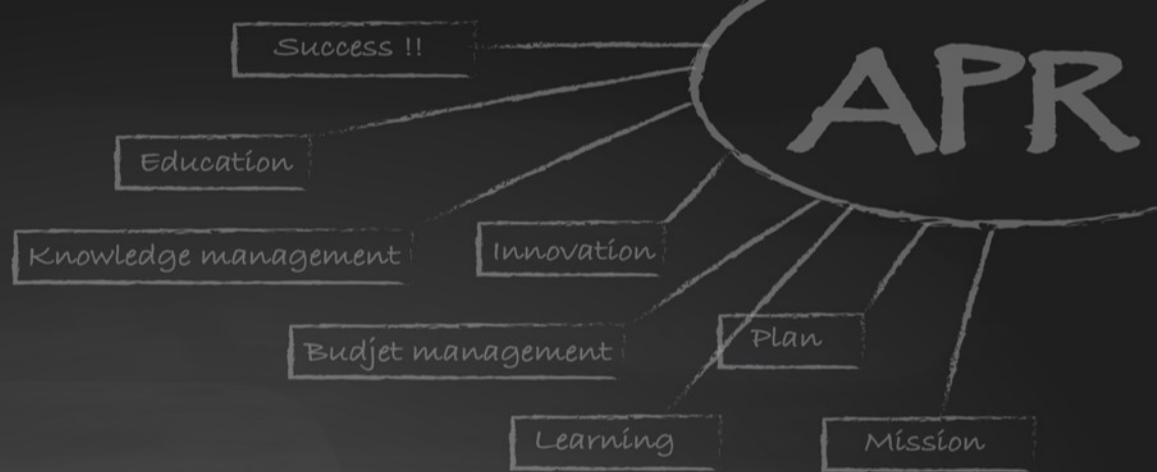 Success !!
APR
Education
Knowledge management
Innovation
Budjet management
Plan
Learning
Mission